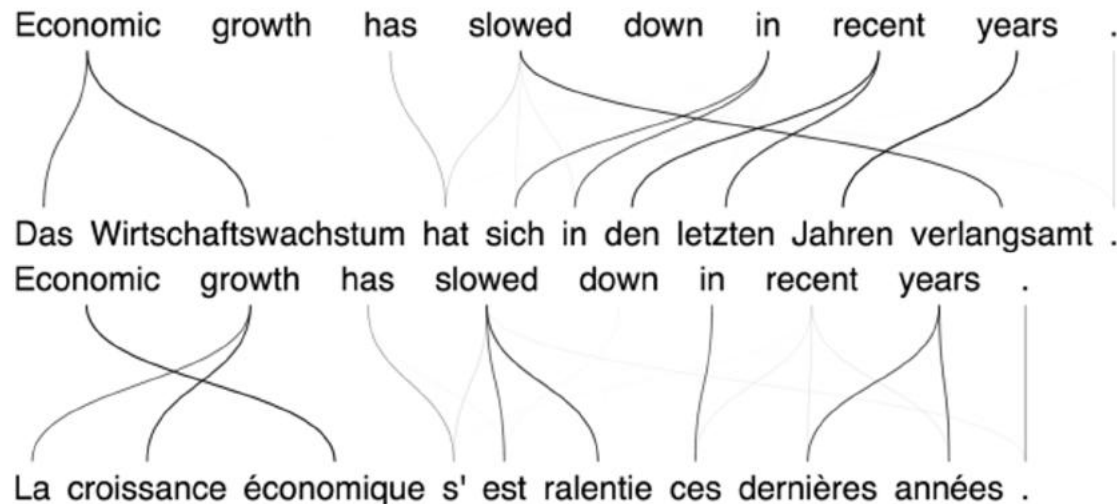 Economic growth has slowed down in recent years .
Das Wirtschaftswachstum hat sich in den letzten Jahren verlangsamt .
Economic growth has slowed down in recent years .
La croissance économique s' est ralentie ces dernières années .